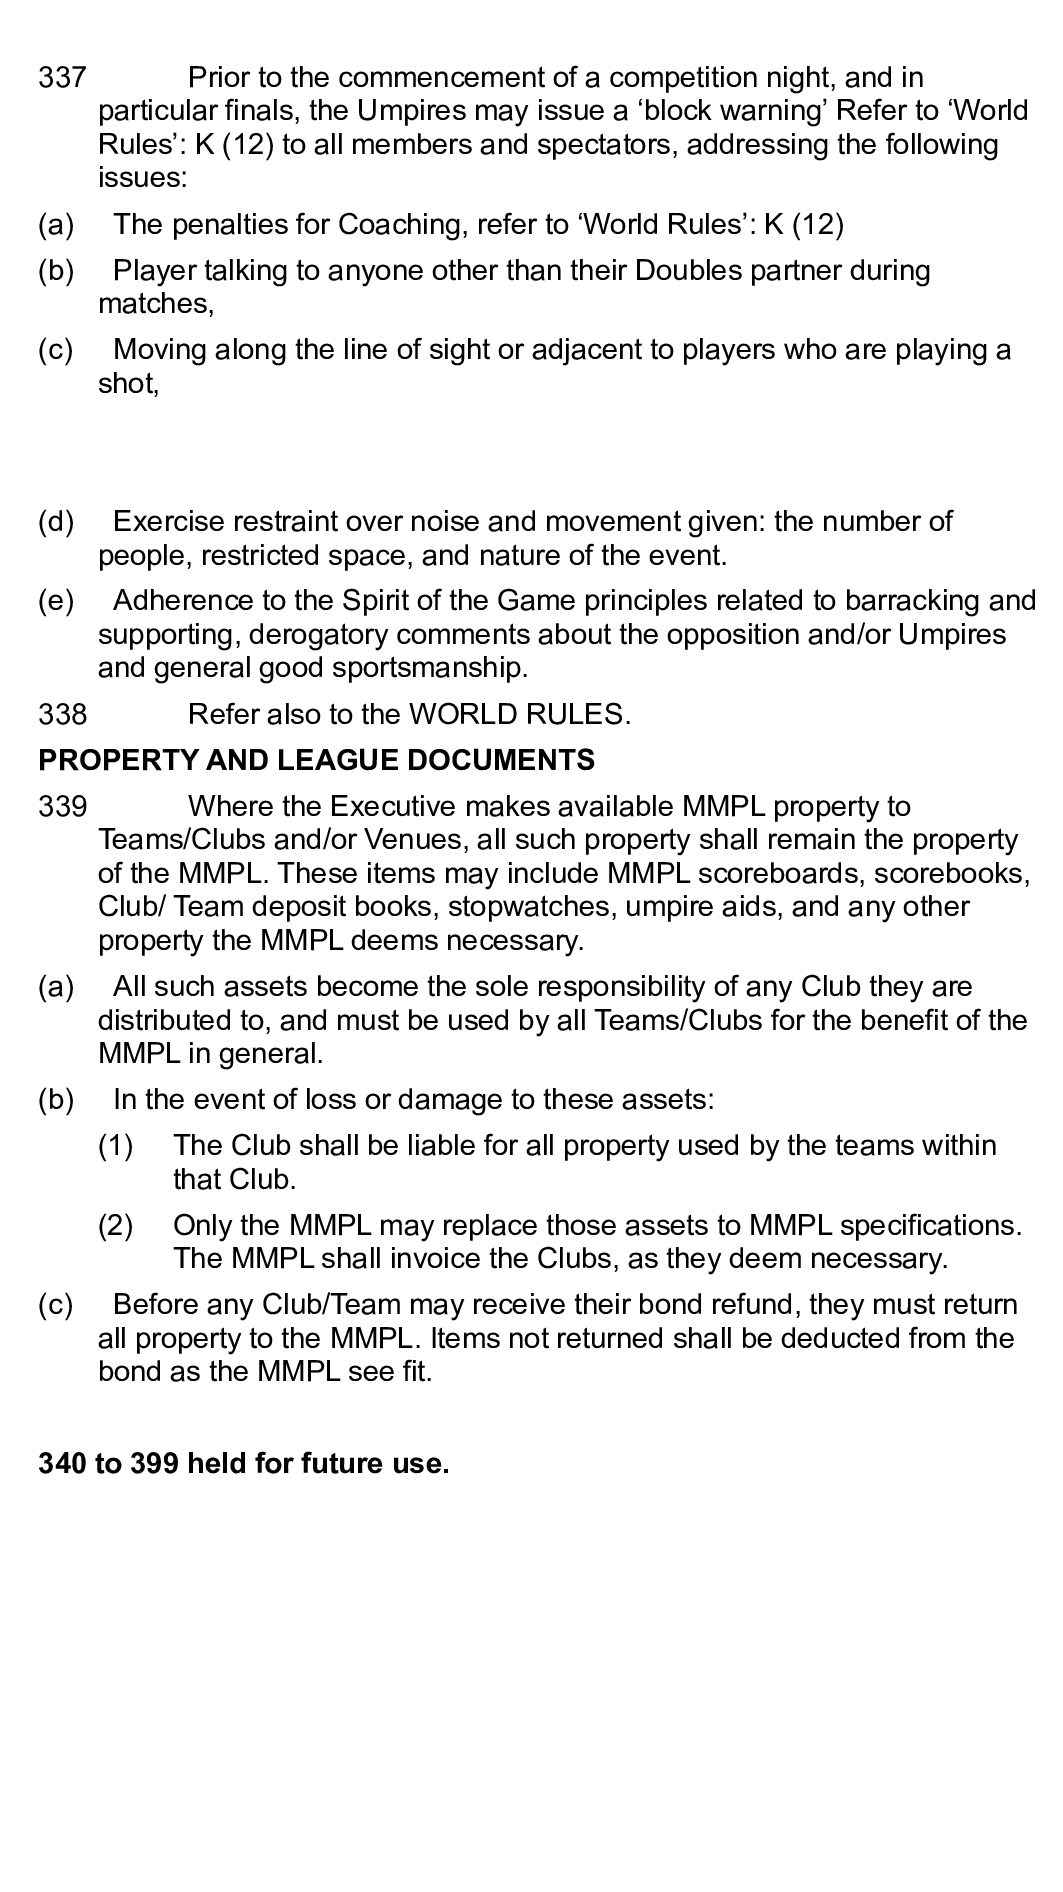 337 Prior to the commencement of a competition night, and in
particular finals, the Umpires may issue a ‘block warning’ Refer to ‘World
Rules’: K (12) to all members and spectators, addressing the following
issues:
(a) The penalties for Coaching, refer to ‘World Rules’: K (12)
(b) Player talking to anyone other than their Doubles partner during
matches,
(c) Moving along the line of sight or adjacent to players who are playing a
shot,
(d) Exercise restraint over noise and movement given: the number of
people, restricted space, and nature of the event.
(e) Adherence to the Spirit of the Game principles related to barracking and
supporting, derogatory comments about the opposition and/or Umpires
and general good sportsmanship.
338 Refer also to the WORLD RULES.
PROPERTY AND LEAGUE DOCUMENTS
339 Where the Executive makes available MMPL property to
Teams/Clubs and/or Venues, all such property shall remain the property
of the MMPL. These items may include MMPL scoreboards, scorebooks,
Club/ Team deposit books, stopwatches, umpire aids, and any other
property the MMPL deems necessary.
(a) All such assets become the sole responsibility of any Club they are
distributed to, and must be used by all Teams/Clubs for the benefit of the
MMPL in general.
(b) In the event of loss or damage to these assets:
(1) The Club shall be liable for all property used by the teams within
that Club.
(2) Only the MMPL may replace those assets to MMPL specifications.
The MMPL shall invoice the Clubs, as they deem necessary.
(c) Before any Club/Team may receive their bond refund, they must return
all property to the MMPL. Items not returned shall be deducted from the
bond as the MMPL see fit.
340 to 399 held for future use.